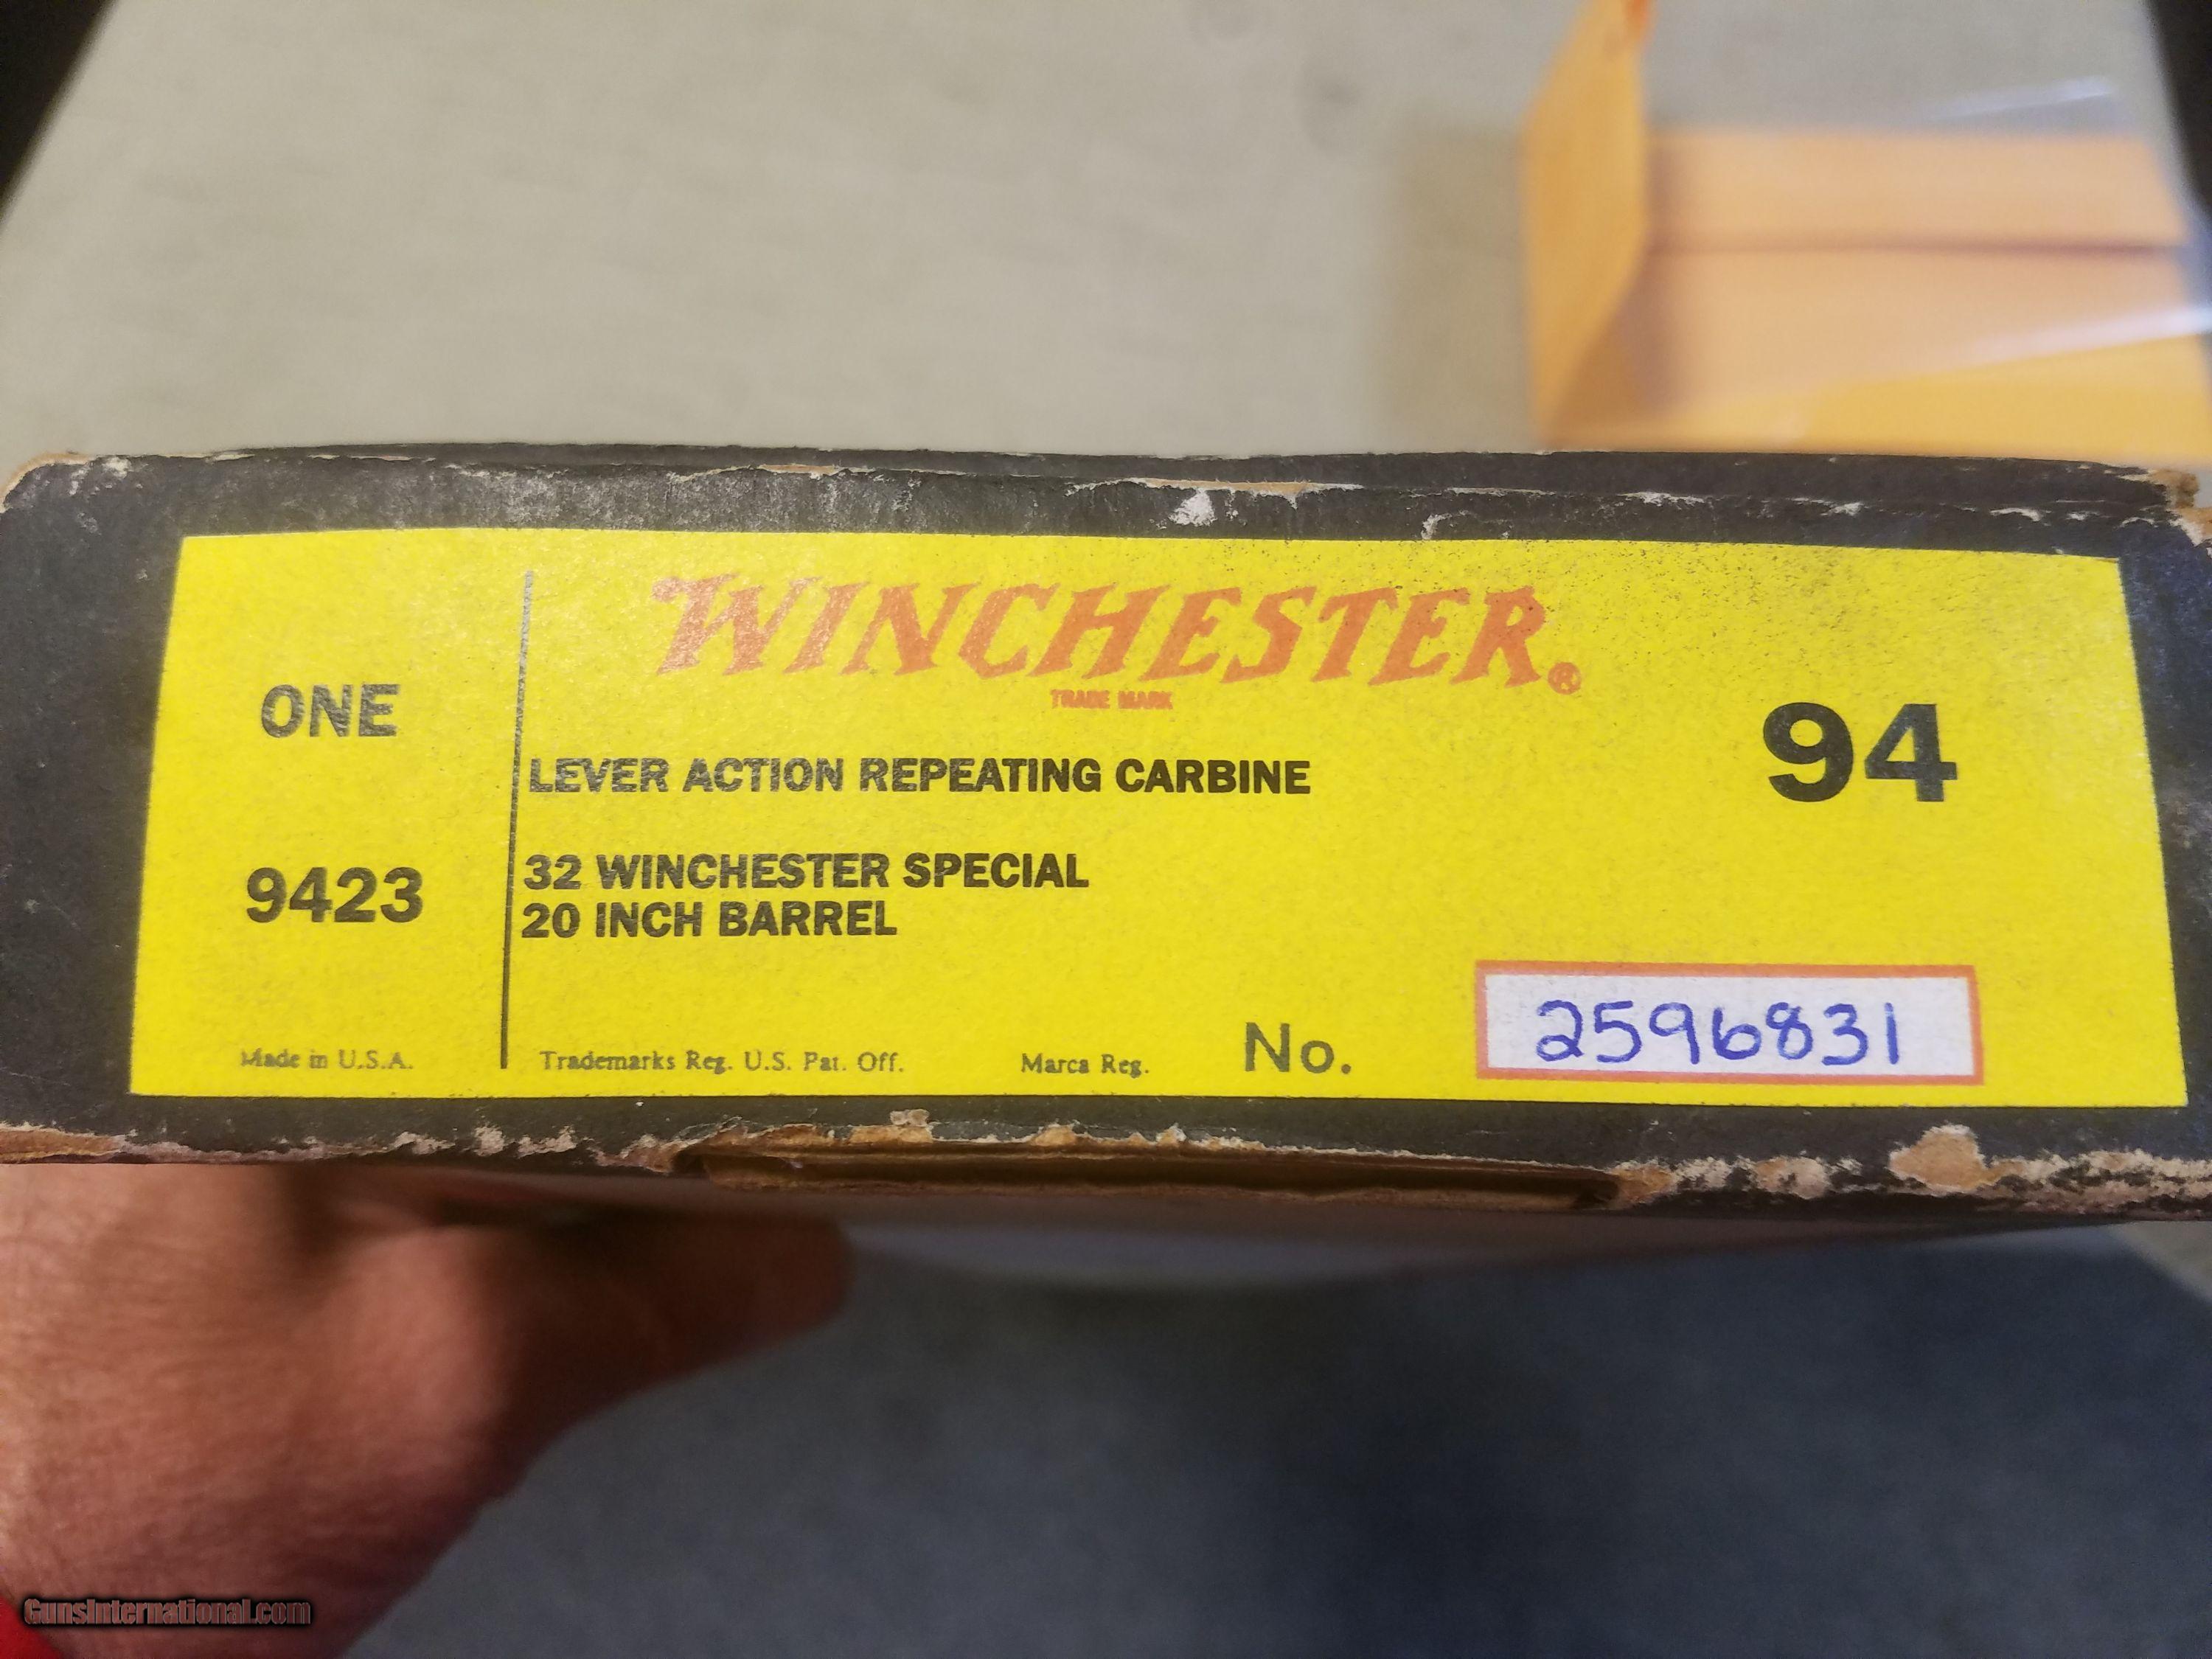 WINCHESTER®
TRADE MARK
94
ONE
LEVER ACTION REPEATING CARBINE
9423
32 WINCHESTER SPECIAL
20 INCH BARREL
Made in U.S.A.
Trademarks Reg. U.S. Pat. Off.
Marca Reg.
No. 2596831
GunsInternational.com